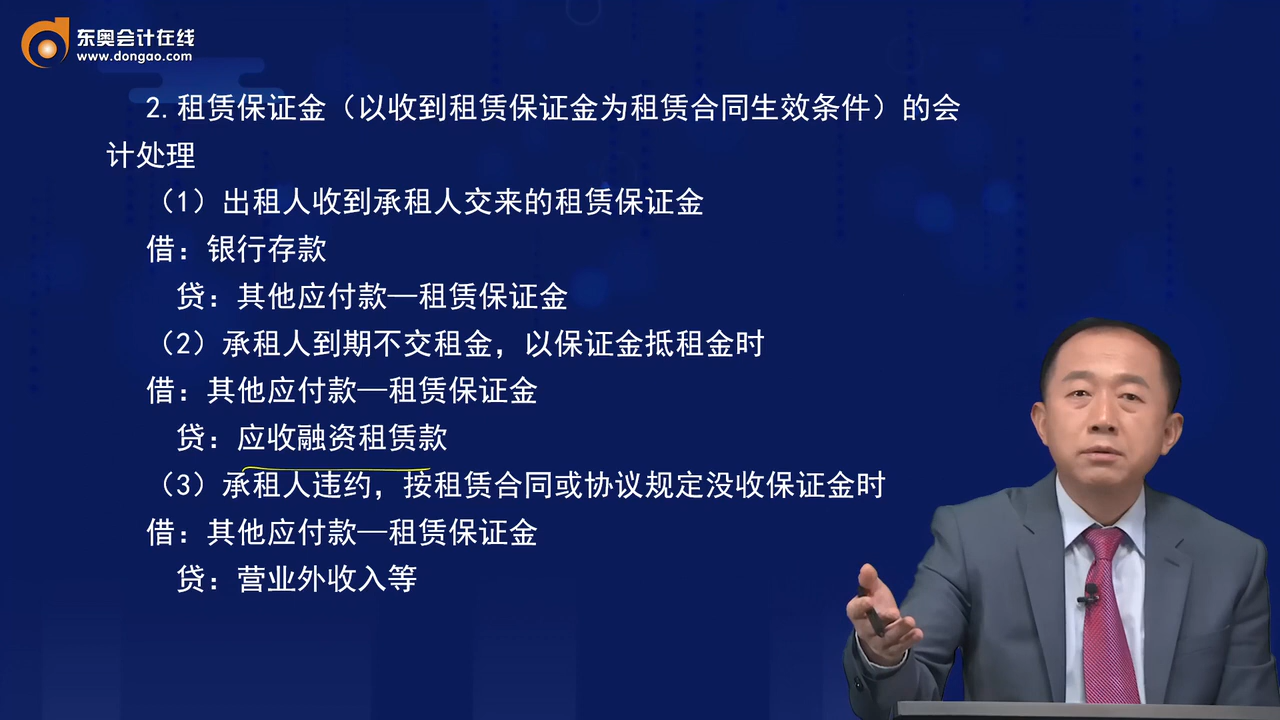 东奥会计在线
www.dongao.com
2.租赁保证金（以收到租赁保证金为租赁合同生效条件）的会
计处理
（1）出租人收到承租人交来的租赁保证金
借：银行存款
贷：其他应付款—租赁保证金
（2）承租人到期不交租金，以保证金抵租金时
借：其他应付款—租赁保证金
贷：应收融资租赁款
（3）承租人违约，按租赁合同或协议规定没收保证金时
借：其他应付款—租赁保证金
贷：营业外收入等